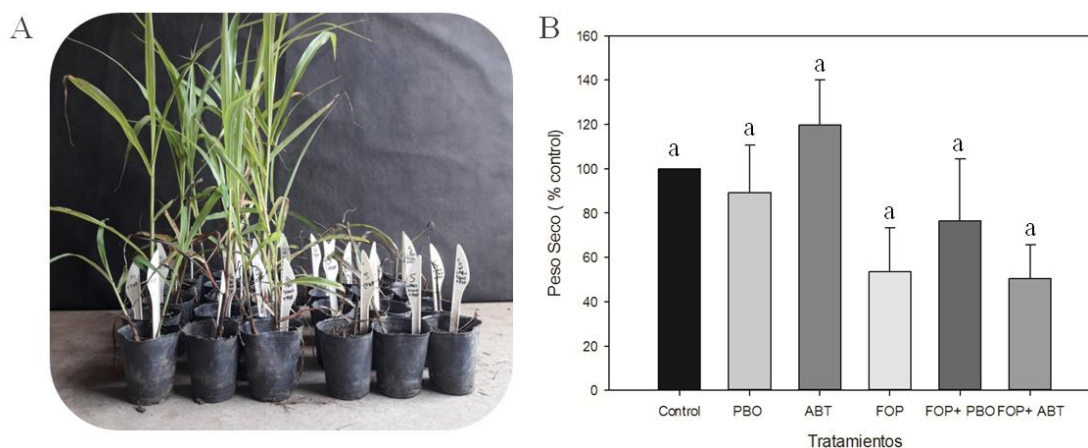 A
B
Peso Seco ( % control)
160
140
120
100
80
60
40
20
0
a
a
a
a
a
a
Control
PBO
ABT
FOP
FOP+ PBO
FOP+ ABT
Tratamientos